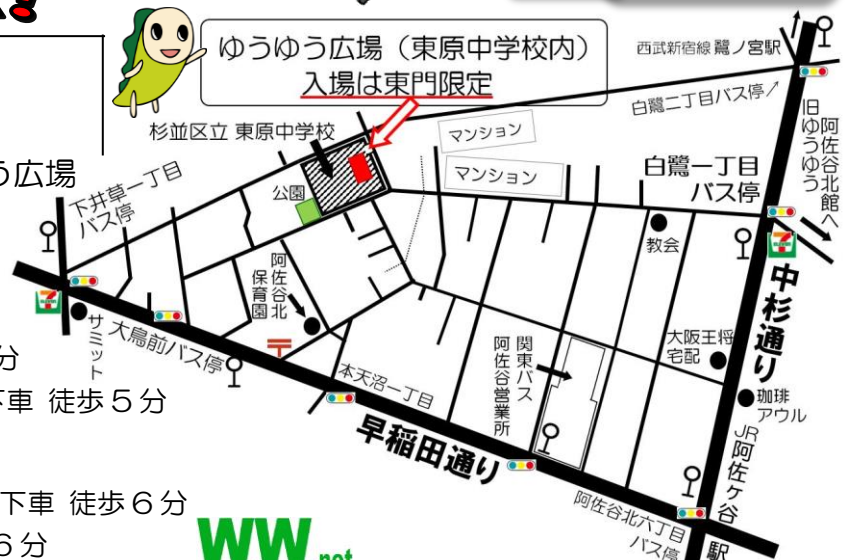 ゆうゆう広場（東原中学校内）
入場は東門限定
西武新宿線 鷺ノ宮駅
白鷺二丁目バス停↗
杉並区立 東原中学校
マンション
マンション
旧ゆうゆう
阿佐谷北館へ
う広場
下井草一丁目
バス停
公園
白鷺一丁目
バス停
教会
阿佐谷北
保育園
中杉通り
サミット
大鳥前バス停
本天沼一丁目
関東バス
阿佐谷営業所
大阪王将
宅配
珈琲
アウル
分
下車 徒歩５分
早稲田通り
JR阿佐ヶ谷駅
下車 徒歩６分
６分
阿佐谷北六丁目
バス停
WW.net